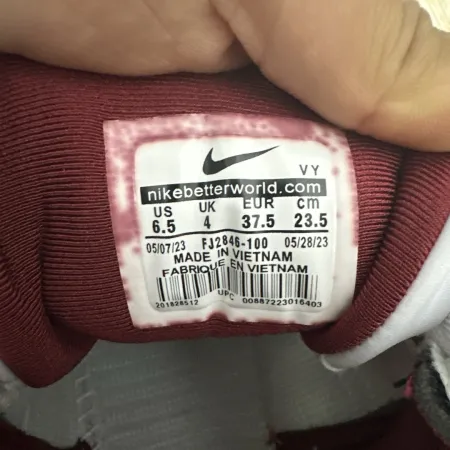 VY
nikebetterworld.com
US UK EUR cm
6.5 4 37.5 23.5
05/07/23 FJ2846-100 05/28/23
MADE IN VIETNAM
FABRIQUE EN VIETNAM
201828512 UPC 00887223016403